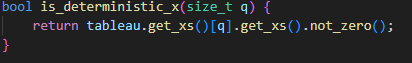 bool is_deterministic_x(size_t q) {
    return tableau.get_xs()[q].get_xs().not_zero();
}